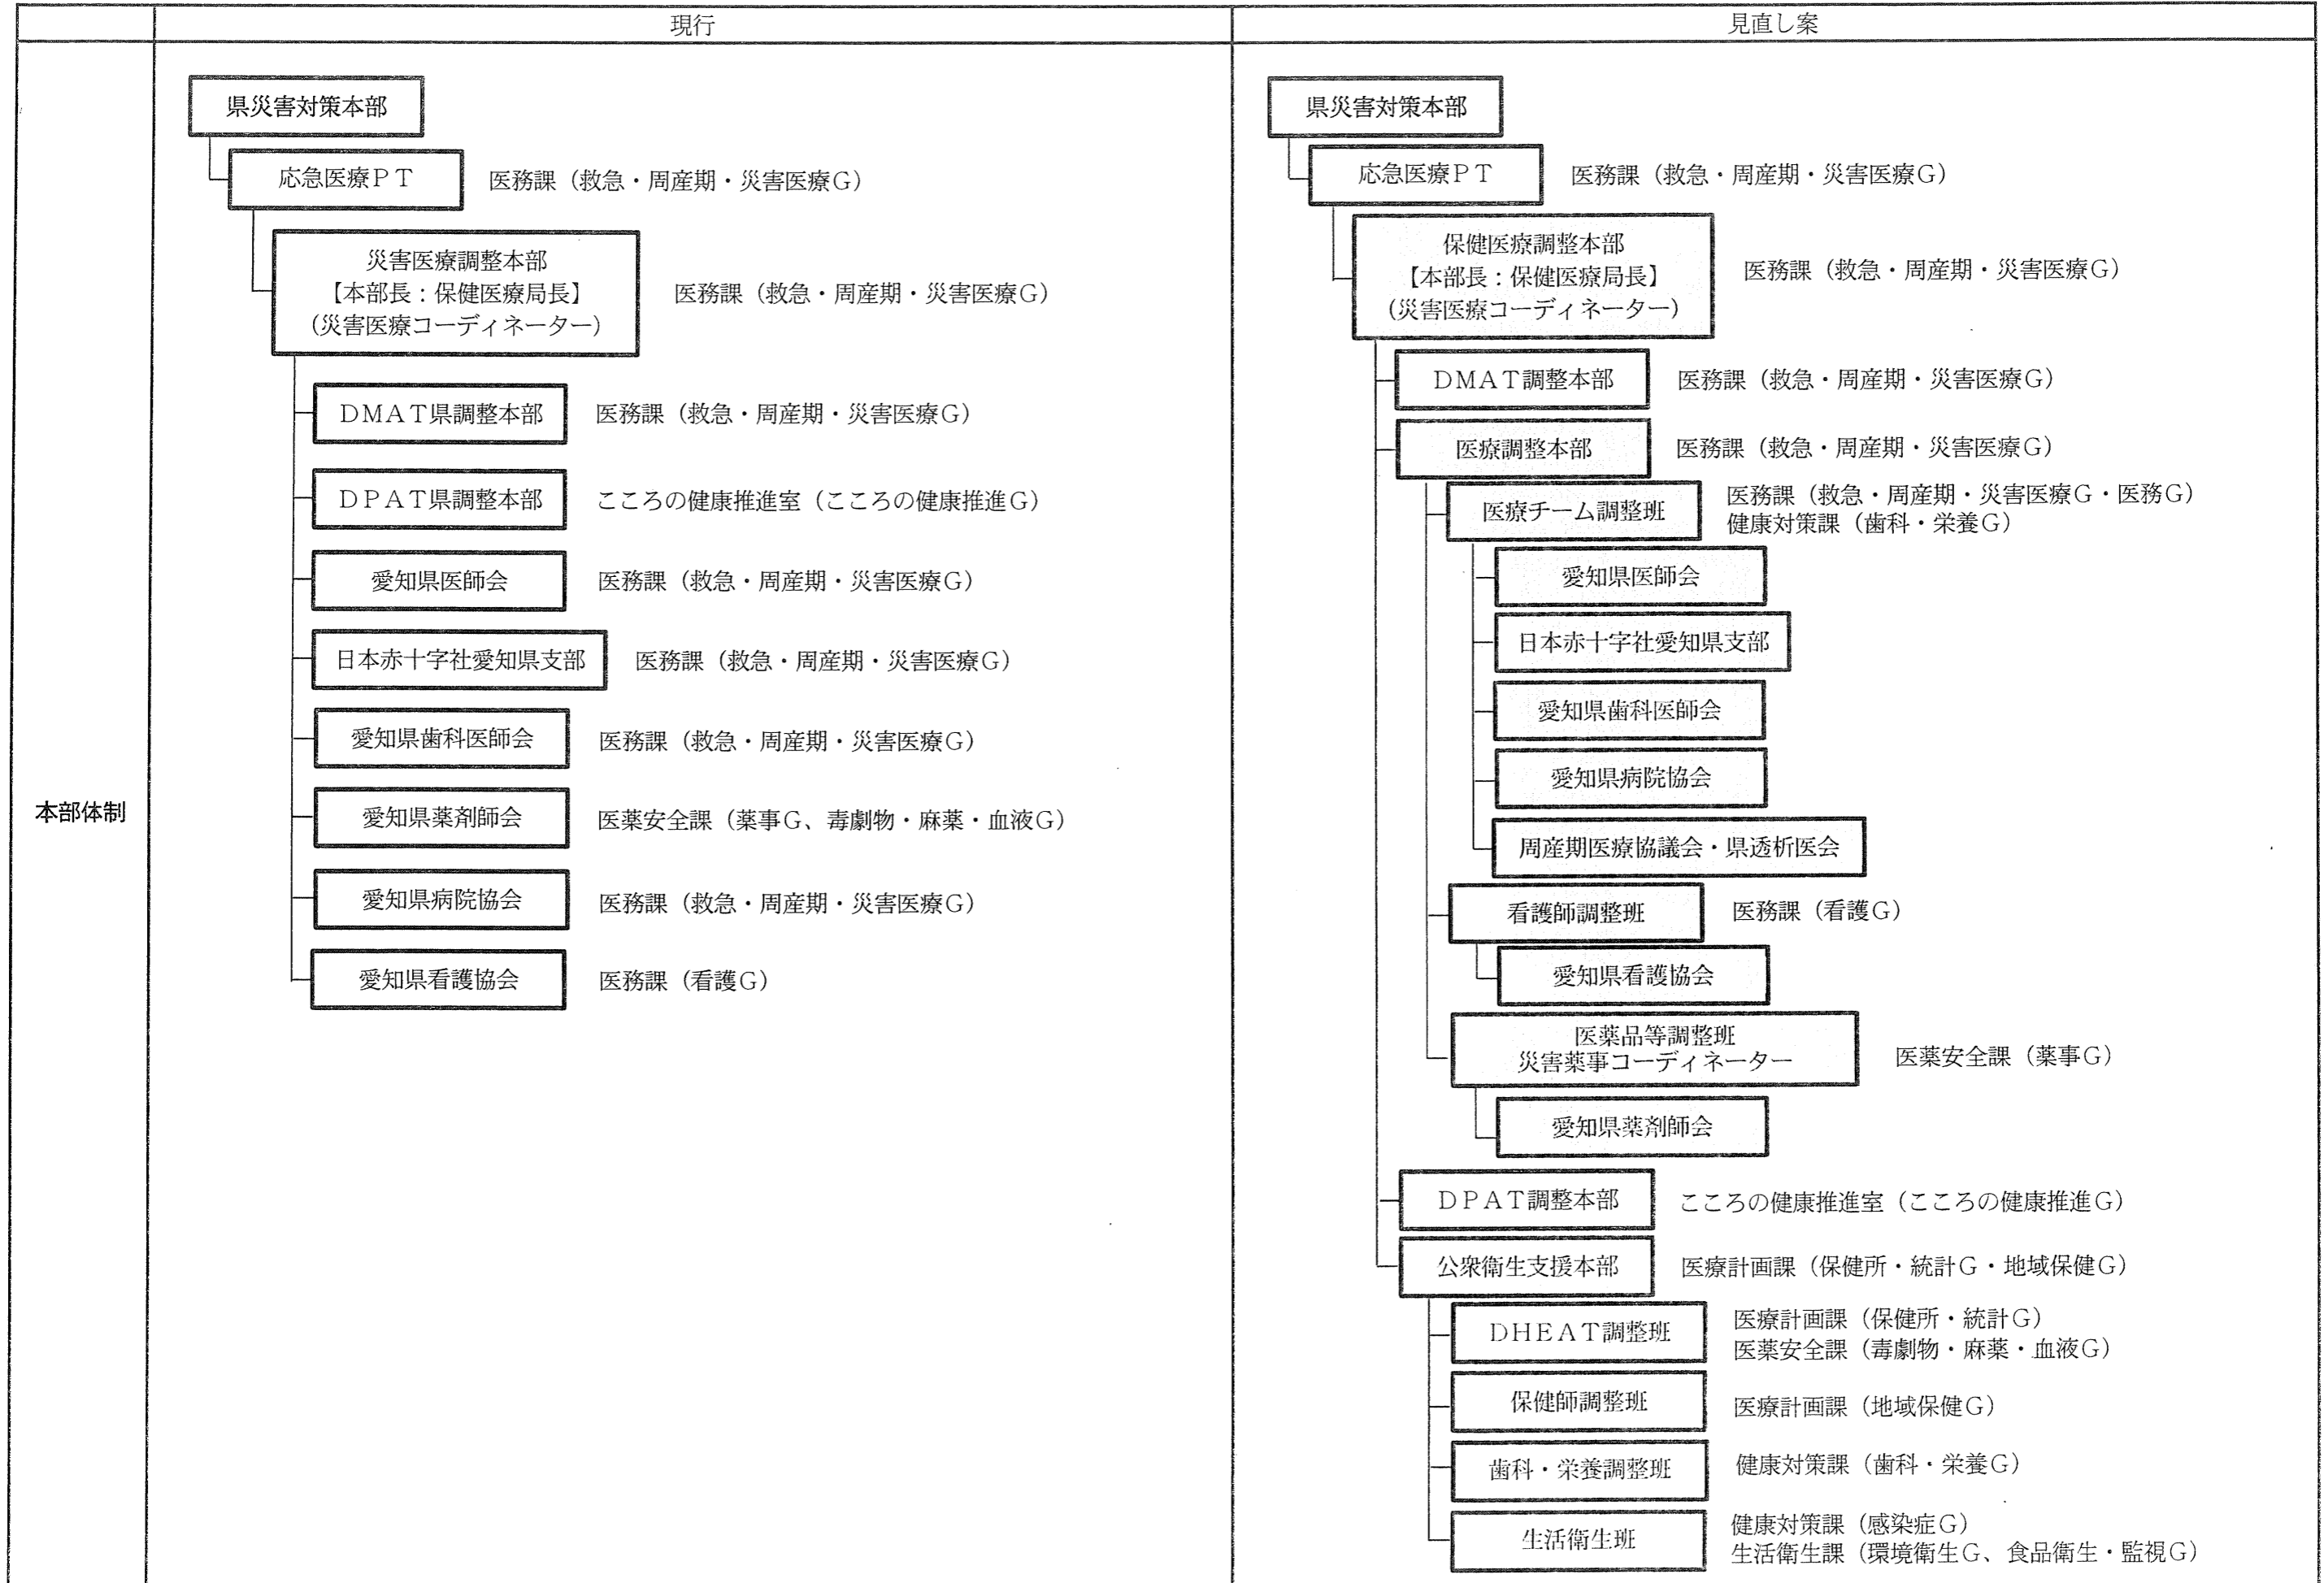 現行
見直し案
本部体制
県災害対策本部
応急医療PT
医務課（救急・周産期・災害医療G）
災害医療調整本部
【本部長：保健医療局長】
（災害医療コーディネーター）
医務課（救急・周産期・災害医療G）
DMAT県調整本部
医務課（救急・周産期・災害医療G）
DPAT県調整本部
こころの健康推進室（こころの健康推進G）
愛知県医師会
医務課（救急・周産期・災害医療G）
日本赤十字社愛知県支部
医務課（救急・周産期・災害医療G）
愛知県歯科医師会
医務課（救急・周産期・災害医療G）
愛知県薬剤師会
医薬安全課（薬事G、毒劇物・麻薬・血液G）
愛知県病院協会
医務課（救急・周産期・災害医療G）
愛知県看護協会
医務課（看護G）
県災害対策本部
応急医療PT
医務課（救急・周産期・災害医療G）
保健医療調整本部
【本部長：保健医療局長】
（災害医療コーディネーター）
医務課（救急・周産期・災害医療G）
DMAT調整本部
医務課（救急・周産期・災害医療G）
医療調整本部
医務課（救急・周産期・災害医療G）
医療チーム調整班
医務課（救急・周産期・災害医療G・医務G）
健康対策課（歯科・栄養G）
愛知県医師会
日本赤十字社愛知県支部
愛知県歯科医師会
愛知県病院協会
周産期医療協議会・県透析医会
看護師調整班
医務課（看護G）
愛知県看護協会
医薬品等調整班
災害薬事コーディネーター
医薬安全課（薬事G）
愛知県薬剤師会
DPAT調整本部
こころの健康推進室（こころの健康推進G）
公衆衛生支援本部
医療計画課（保健所・統計G・地域保健G）
DHEAT調整班
医療計画課（保健所・統計G）
医薬安全課（毒劇物・麻薬・血液G）
保健師調整班
医療計画課（地域保健G）
歯科・栄養調整班
健康対策課（歯科・栄養G）
生活衛生班
健康対策課（感染症G）
生活衛生課（環境衛生G、食品衛生・監視G）